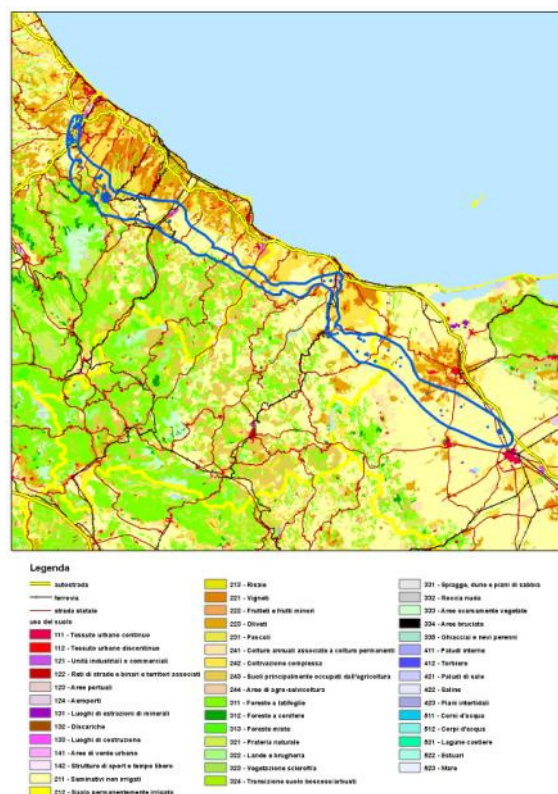 Legenda
autostrada
ferrovia
strada statale
uso del suolo
111 - Tessuto urbano continuo
112 - Tessuto urbano discontinuo
121 - Unità industriali e commerciali
122 - Reti di strade e binari e territori associati
123 - Aree portuali
124 - Aeroporti
131 - Luoghi di estrazioni di minerali
132 - Discariche
133 - Luoghi di costruzione
141 - Aree di verde urbano
142 - Strutture di sport e tempo libero
211 - Seminativi non irrigati
212 - Suolo permanentemente irrigato
213 - Risaie
221 - Vigneti
222 - Frutteti e frutti minori
223 - Oliveti
231 - Pascoli
241 - Colture annuali associate a colture permanenti
242 - Coltivazione complessa
243 - Suoli principalmente occupati dall'agricoltura
244 - Aree di agro-selvicoltura
311 - Foreste a latifoglie
312 - Foreste a conifere
313 - Foreste miste
321 - Prateria naturale
322 - Lande e brughiera
323 - Vegetazione sclerofila
324 - Transizione suolo boscoso/arbusti
331 - Spiagge, dune e piani di sabbia
332 - Roccia nuda
333 - Aree scarsamente vegetate
334 - Aree bruciate
335 - Ghiacciai e nevi perenni
411 - Paludi interne
412 - Torbiere
421 - Paludi di sale
422 - Saline
423 - Piani intertidali
511 - Corsi d'acqua
512 - Corpi d'acqua
521 - Lagune costiere
522 - Estuari
523 - Mare